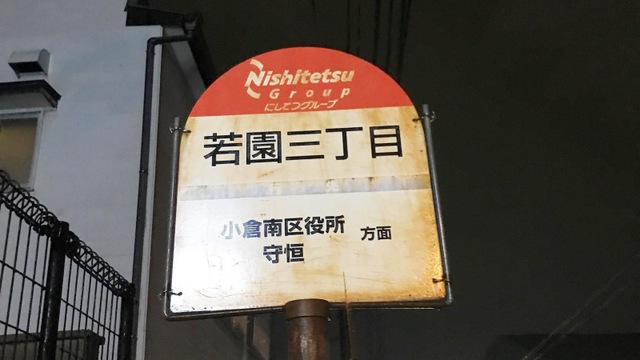 Nishitetsu
Group
にしてつグループ
若園三丁目
小倉南区役所
守恒
方面